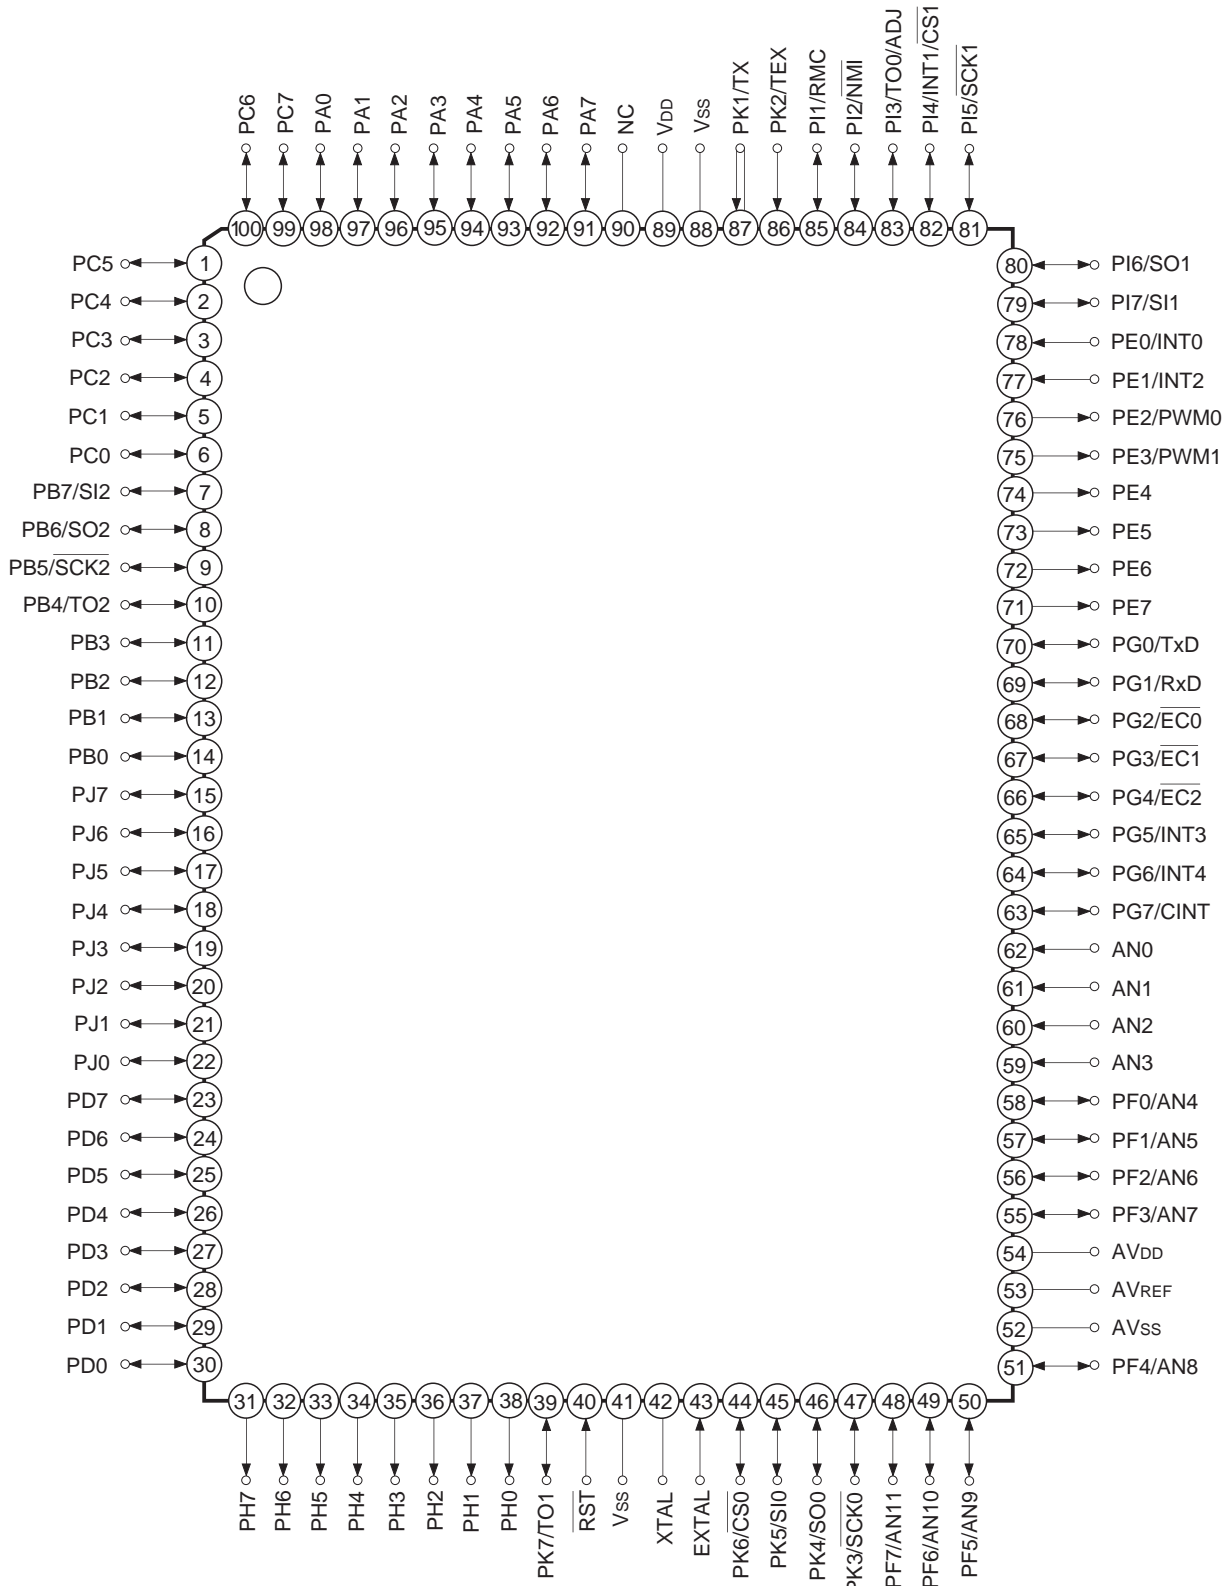 PC6
PC7
PA0
PA1
PA2
PA3
PA4
PA5
PA6
PA7
NC
VDD
VSS
PK1/TX
PK2/TEX
PI1/RMC
PI2/NMI
PI3/TO0/ADJ
PI4/INT1/CS1
PI5/SCK1
100 99 98 97 96 95 94 93 92 91 90 89 88 87 86 85 84 83 82 81
PC5 1
PC4 2
PC3 3
PC2 4
PC1 5
PC0 6
PB7/SI2 7
PB6/SO2 8
PB5/SCK2 9
PB4/TO2 10
PB3 11
PB2 12
PB1 13
PB0 14
PJ7 15
PJ6 16
PJ5 17
PJ4 18
PJ3 19
PJ2 20
PJ1 21
PJ0 22
PD7 23
PD6 24
PD5 25
PD4 26
PD3 27
PD2 28
PD1 29
PD0 30
80 PI6/SO1
79 PI7/SI1
78 PE0/INT0
77 PE1/INT2
76 PE2/PWM0
75 PE3/PWM1
74 PE4
73 PE5
72 PE6
71 PE7
70 PG0/TxD
69 PG1/RxD
68 PG2/EC0
67 PG3/EC1
66 PG4/EC2
65 PG5/INT3
64 PG6/INT4
63 PG7/CINT
62 AN0
61 AN1
60 AN2
59 AN3
58 PF0/AN4
57 PF1/AN5
56 PF2/AN6
55 PF3/AN7
54 AVDD
53 AVREF
52 AVSS
51 PF4/AN8
31 32 33 34 35 36 37 38 39 40 41 42 43 44 45 46 47 48 49 50
PH7
PH6
PH5
PH4
PH3
PH2
PH1
PH0
PK7/TO1
RST
VSS
XTAL
EXTAL
PK6/CS0
PK5/SI0
PK4/SO0
PK3/SCK0
PF7/AN11
PF6/AN10
PF5/AN9